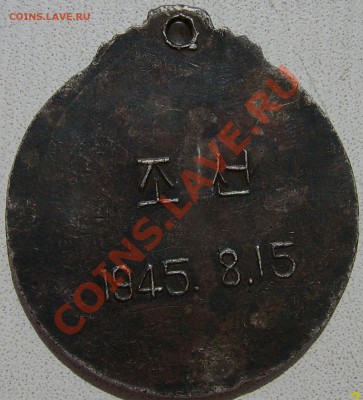 COINS.LAVE.RU
조선
1945. 8.15
COINS.LAVE.RU